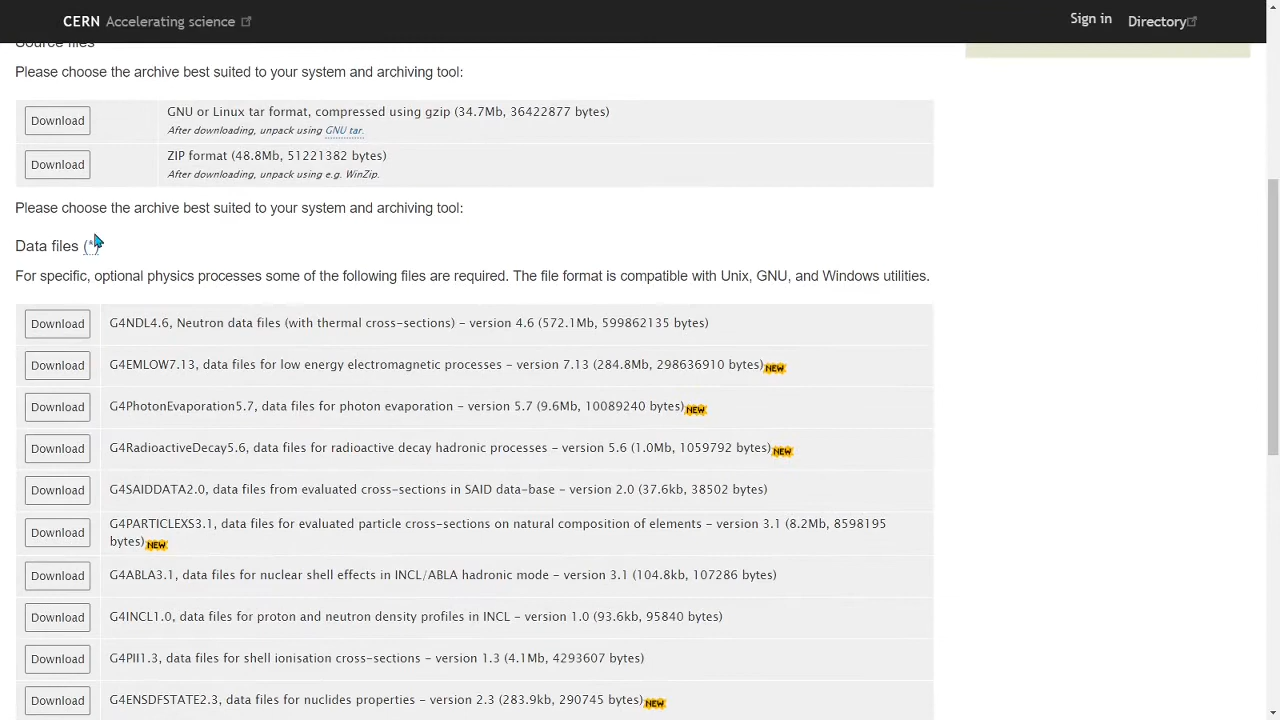 CERN Accelerating science
Sign in
Directory
Source files
Please choose the archive best suited to your system and archiving tool:
Download
GNU or Linux tar format, compressed using gzip (34.7Mb, 36422877 bytes)
After downloading, unpack using GNU tar.
Download
ZIP format (48.8Mb, 51221382 bytes)
After downloading, unpack using e.g. WinZip.
Please choose the archive best suited to your system and archiving tool:
Data files (*)
For specific, optional physics processes some of the following files are required. The file format is compatible with Unix, GNU, and Windows utilities.
Download
G4NDL4.6, Neutron data files (with thermal cross-sections) - version 4.6 (572.1Mb, 599862135 bytes)
Download
G4EMLOW7.13, data files for low energy electromagnetic processes - version 7.13 (284.8Mb, 298636910 bytes) NEW
Download
G4PhotonEvaporation5.7, data files for photon evaporation - version 5.7 (9.6Mb, 10089240 bytes) NEW
Download
G4RadioactiveDecay5.6, data files for radioactive decay hadronic processes - version 5.6 (1.0Mb, 1059792 bytes) NEW
Download
G4SAIDDATA2.0, data files from evaluated cross-sections in SAID data-base - version 2.0 (37.6kb, 38502 bytes)
Download
G4PARTICLEXS3.1, data files for evaluated particle cross-sections on natural composition of elements - version 3.1 (8.2Mb, 8598195
bytes) NEW
Download
G4ABLA3.1, data files for nuclear shell effects in INCL/ABLA hadronic mode - version 3.1 (104.8kb, 107286 bytes)
Download
G4INCL1.0, data files for proton and neutron density profiles in INCL - version 1.0 (93.6kb, 95840 bytes)
Download
G4PII1.3, data files for shell ionisation cross-sections - version 1.3 (4.1Mb, 4293607 bytes)
Download
G4ENSDFSTATE2.3, data files for nuclides properties - version 2.3 (283.9kb, 290745 bytes) NEW